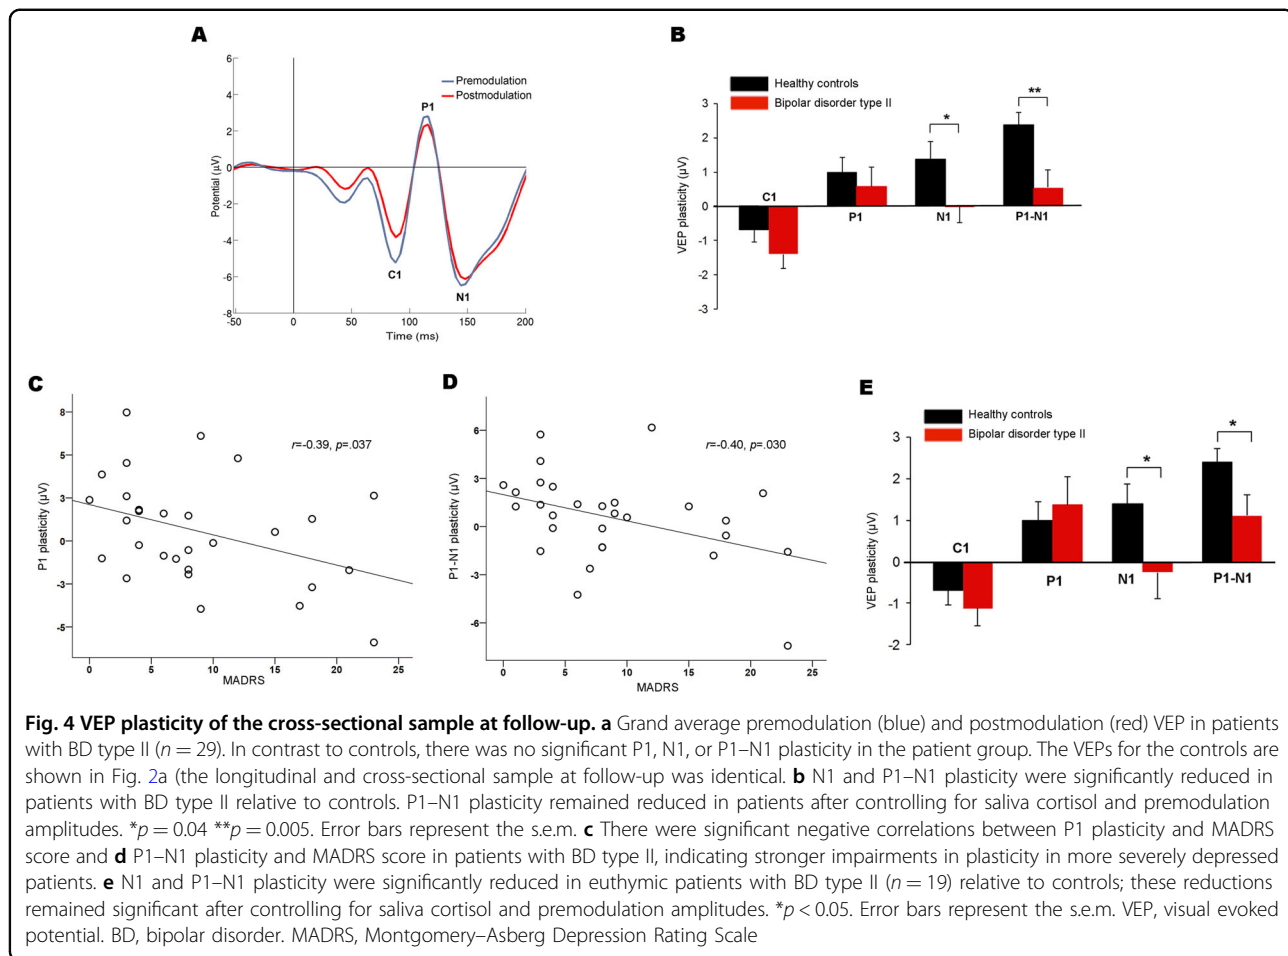 A
6
4
2
0
-2
-4
-6
-8
Potential (µV)
Premodulation
Postmodulation
P1
C1
N1
-50
0
50
100
150
200
Time (ms)
B
Healthy controls
Bipolar disorder type II
3
2
1
0
-1
-2
-3
VEP plasticity (µV)
*
**
C1
P1
N1
P1-N1
C
8
5
3
0
-3
-5
P1 plasticity (µV)
r=-0.39, p=.037
0
5
10
15
20
25
MADRS
D
6
3
0
-3
-6
P1-N1 plasticity (µV)
r=-0.40, p=.030
0
5
10
15
20
25
MADRS
E
Healthy controls
Bipolar disorder type II
3
2
1
0
-1
-2
VEP plasticity (µV)
*
*
C1
P1
N1
P1-N1
Fig. 4 VEP plasticity of the cross-sectional sample at follow-up. a Grand average premodulation (blue) and postmodulation (red) VEP in patients
with BD type II (n = 29). In contrast to controls, there was no significant P1, N1, or P1–N1 plasticity in the patient group. The VEPs for the controls are
shown in Fig. 2a (the longitudinal and cross-sectional sample at follow-up was identical. b N1 and P1–N1 plasticity were significantly reduced in
patients with BD type II relative to controls. P1–N1 plasticity remained reduced in patients after controlling for saliva cortisol and premodulation
amplitudes. *p = 0.04 **p = 0.005. Error bars represent the s.e.m. c There were significant negative correlations between P1 plasticity and MADRS
score and d P1–N1 plasticity and MADRS score in patients with BD type II, indicating stronger impairments in plasticity in more severely depressed
patients. e N1 and P1–N1 plasticity were significantly reduced in euthymic patients with BD type II (n = 19) relative to controls; these reductions
remained significant after controlling for saliva cortisol and premodulation amplitudes. *p < 0.05. Error bars represent the s.e.m. VEP, visual evoked
potential. BD, bipolar disorder. MADRS, Montgomery–Asberg Depression Rating Scale